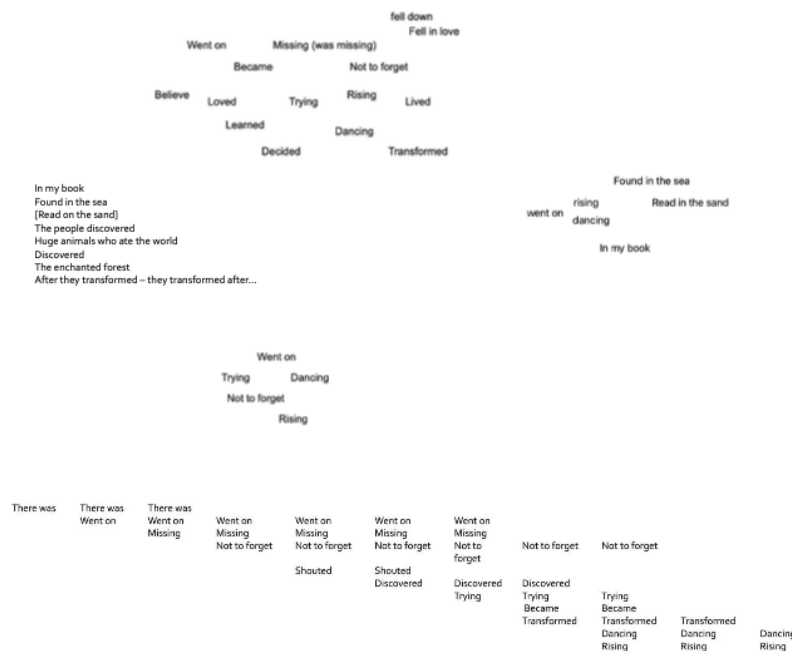 fell down
Fell in love
Went on Missing (was missing)
Became Not to forget
Believe Loved Trying Rising Lived
Learned Dancing
Decided Transformed
In my book
Found in the sea
[Read on the sand]
The people discovered
Huge animals who ate the world
Discovered
The enchanted forest
After they transformed – they transformed after...
Found in the sea
rising Read in the sand
went on
dancing
In my book
Went on
Trying Dancing
Not to forget
Rising
There was There was There was
Went on Went on Went on Went on Went on Went on
Missing Missing Missing Missing Missing
Not to forget Not to forget Not to forget Not to Not to forget Not to forget
forget
Shouted Shouted
Discovered Discovered Discovered
Trying Trying Trying
Became Became
Transformed Transformed Transformed
Dancing Dancing Dancing
Rising Rising Rising